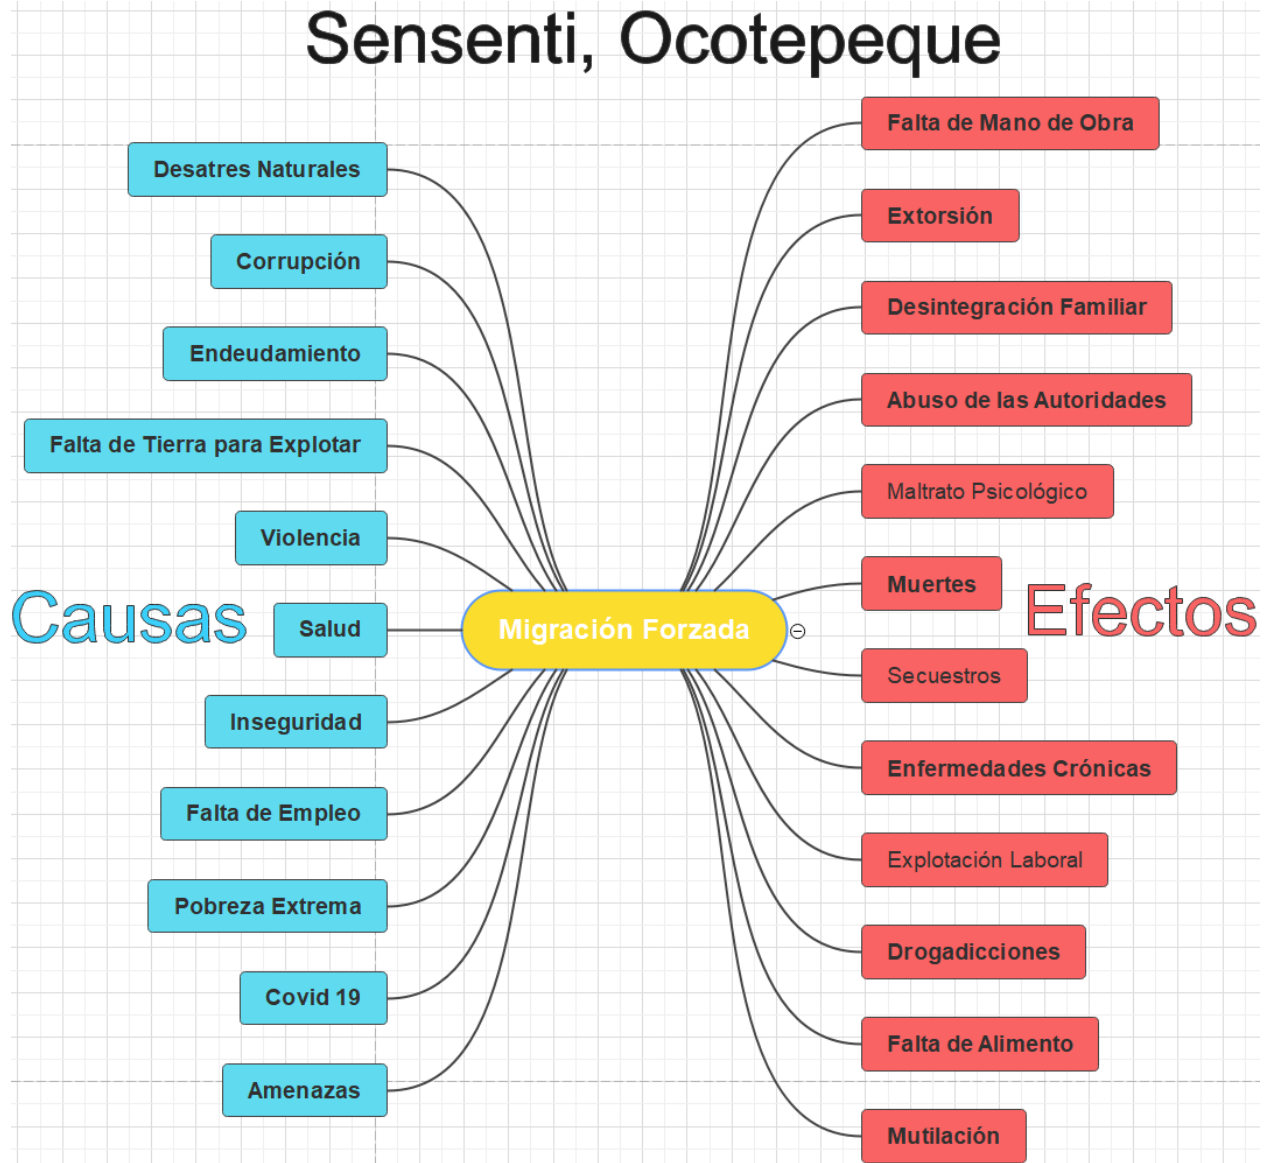 Sensenti, Ocotepeque
Desatres Naturales
Corrupción
Endeudamiento
Falta de Tierra para Explotar
Violencia
Causas
Salud
Inseguridad
Falta de Empleo
Pobreza Extrema
Covid 19
Amenazas
Migración Forzada
Falta de Mano de Obra
Extorsión
Desintegración Familiar
Abuso de las Autoridades
Maltrato Psicológico
Muertes
Efectos
Secuestros
Enfermedades Crónicas
Explotación Laboral
Drogadicciones
Falta de Alimento
Mutilación